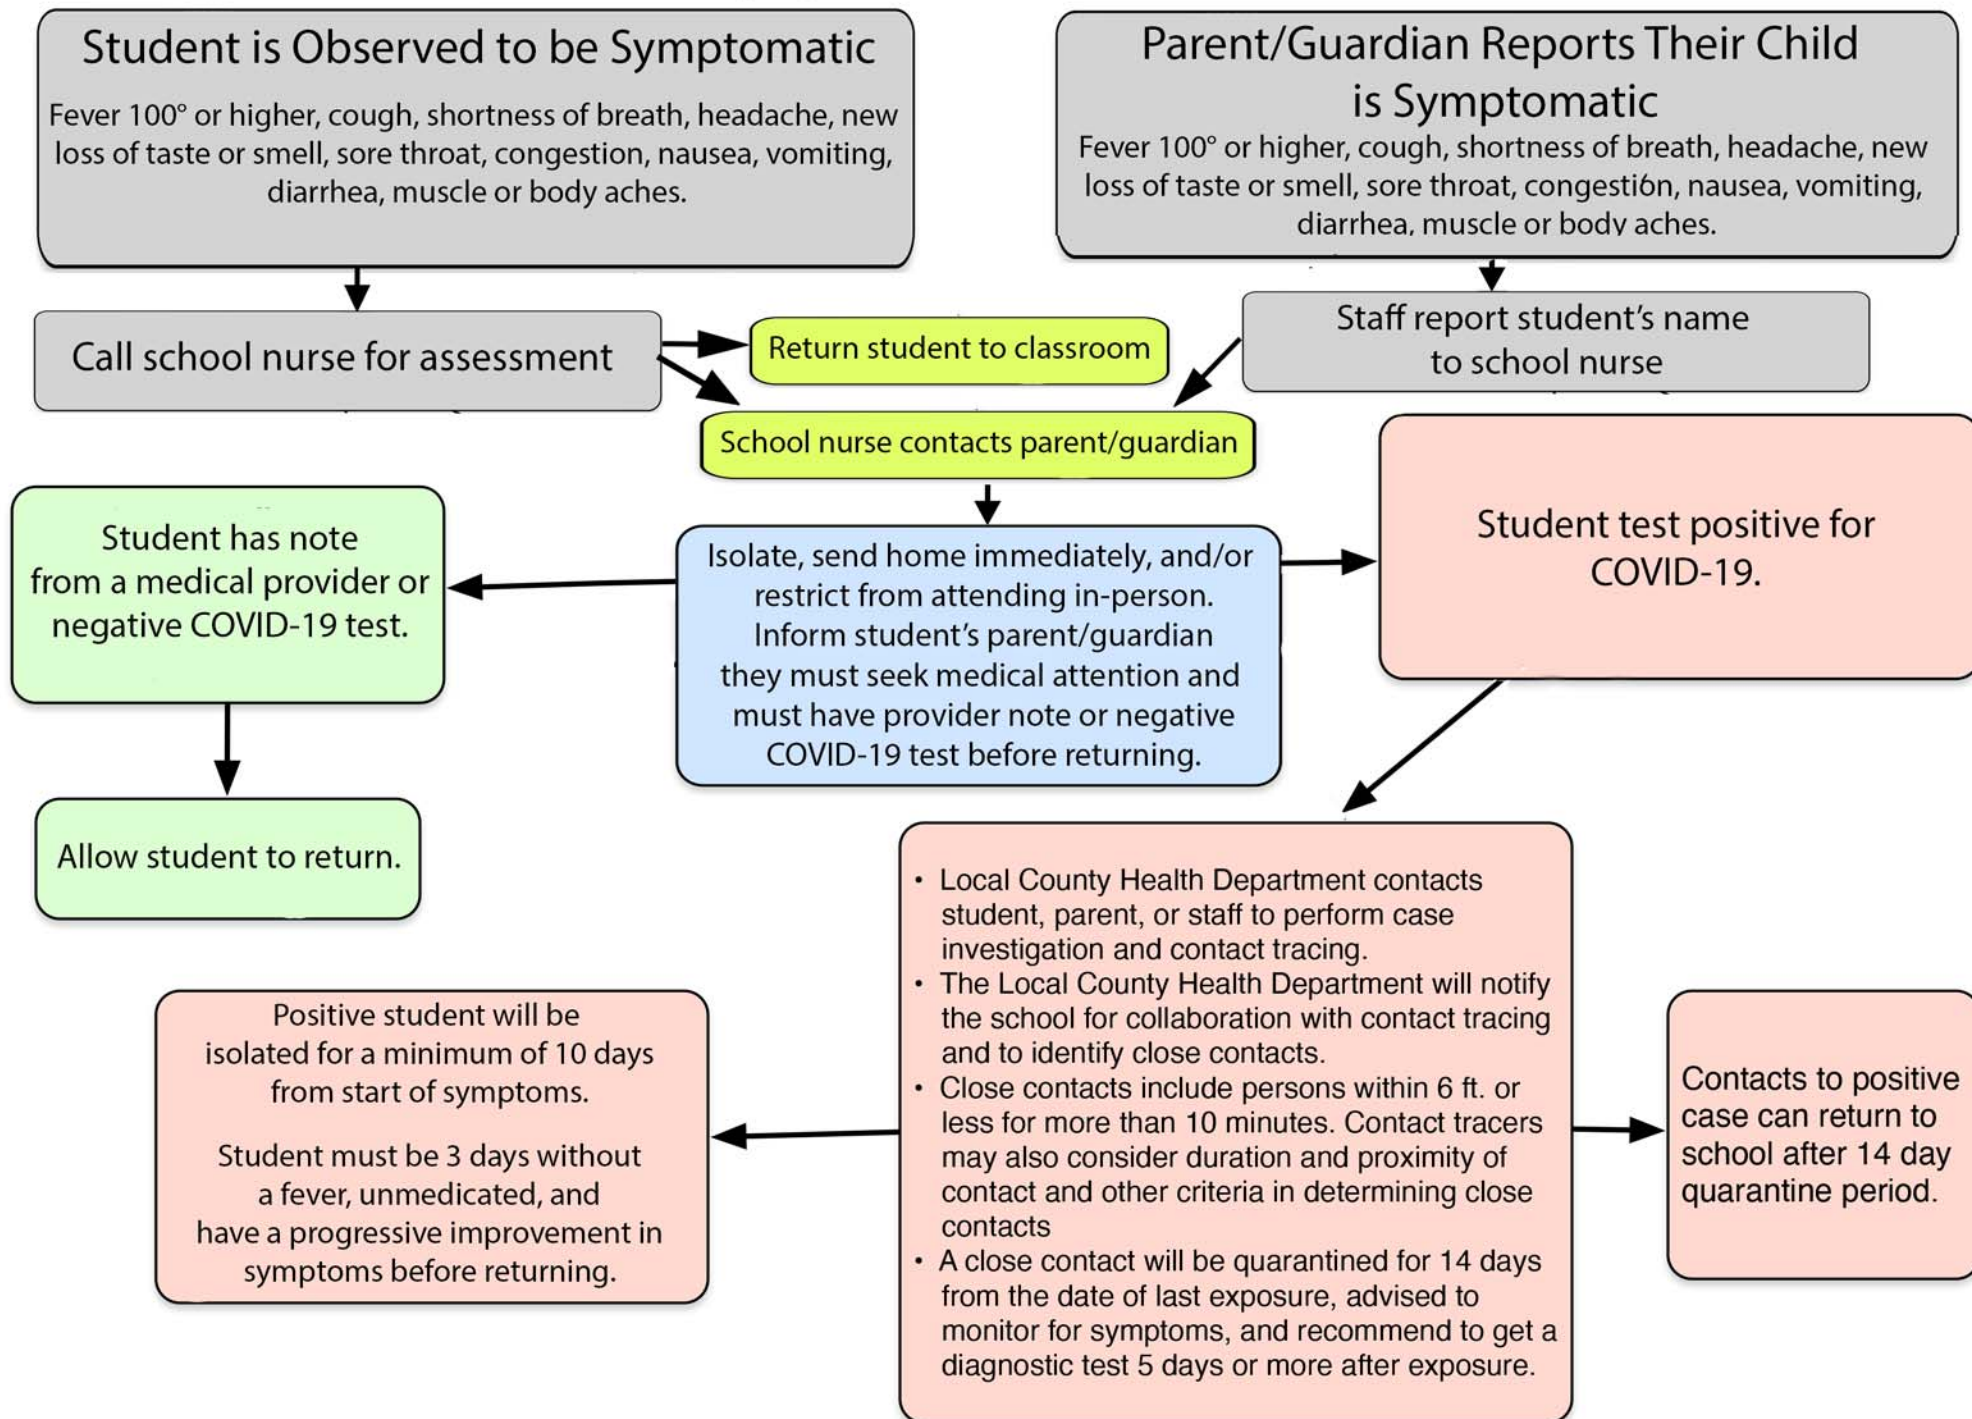 Student is Observed to be Symptomatic
Fever 100° or higher, cough, shortness of breath, headache, new
loss of taste or smell, sore throat, congestion, nausea, vomiting,
diarrhea, muscle or body aches.
Parent/Guardian Reports Their Child
is Symptomatic
Fever 100° or higher, cough, shortness of breath, headache, new
loss of taste or smell, sore throat, congestion, nausea, vomiting,
diarrhea, muscle or body aches.
Call school nurse for assessment
Return student to classroom
Staff report student's name
to school nurse
School nurse contacts parent/guardian
Student has note
from a medical provider or
negative COVID-19 test.
Isolate, send home immediately, and/or
restrict from attending in-person.
Inform student's parent/guardian
they must seek medical attention and
must have provider note or negative
COVID-19 test before returning.
Student test positive for
COVID-19.
Allow student to return.
• Local County Health Department contacts
student, parent, or staff to perform case
investigation and contact tracing.
• The Local County Health Department will notify
the school for collaboration with contact tracing
and to identify close contacts.
• Close contacts include persons within 6 ft. or
less for more than 10 minutes. Contact tracers
may also consider duration and proximity of
contact and other criteria in determining close
contacts
• A close contact will be quarantined for 14 days
from the date of last exposure, advised to
monitor for symptoms, and recommend to get a
diagnostic test 5 days or more after exposure.
Positive student will be
isolated for a minimum of 10 days
from start of symptoms.
Student must be 3 days without
a fever, unmedicated, and
have a progressive improvement in
symptoms before returning.
Contacts to positive
case can return to
school after 14 day
quarantine period.